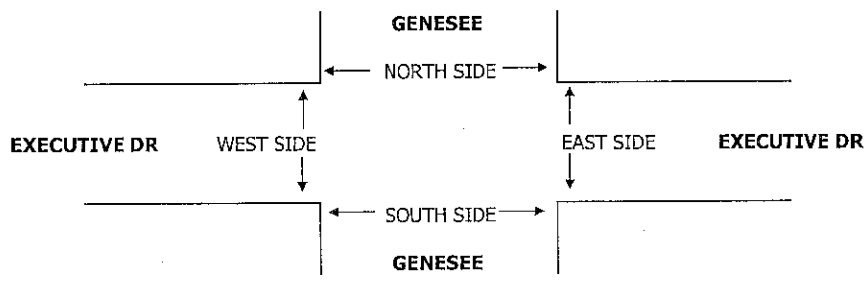 GENESEE
NORTH SIDE
EXECUTIVE DR WEST SIDE EAST SIDE EXECUTIVE DR
SOUTH SIDE
GENESEE